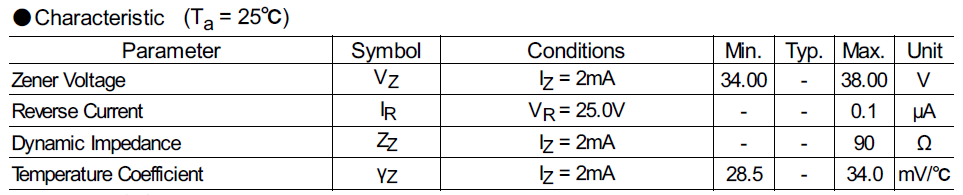 ● Characteristic (Ta = 25℃)
Parameter Symbol Conditions Min. Typ. Max. Unit
Zener Voltage VZ IZ = 2mA 34.00 - 38.00 V
Reverse Current IR VR = 25.0V - - 0.1 μA
Dynamic Impedance ZZ IZ = 2mA - - 90 Ω
Temperature Coefficient γZ IZ = 2mA 28.5 - 34.0 mV/℃